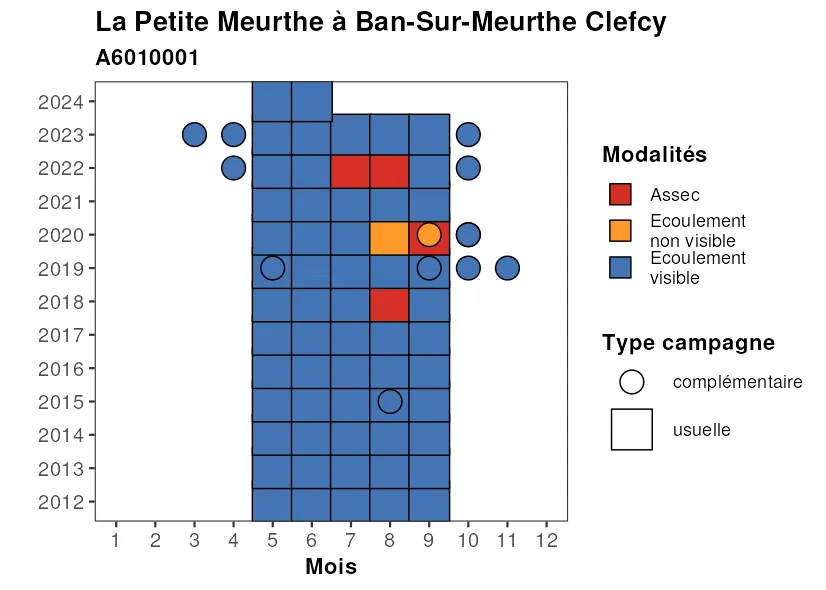 La Petite Meurthe à Ban-Sur-Meurthe Clefcy
A6010001
2024
2023
2022
2021
2020
2019
2018
2017
2016
2015
2014
2013
2012
1 2 3 4 5 6 7 8 9 10 11 12
Mois
Modalités
Assec
Ecoulement
non visible
Ecoulement
visible
Type campagne
complémentaire
usuelle